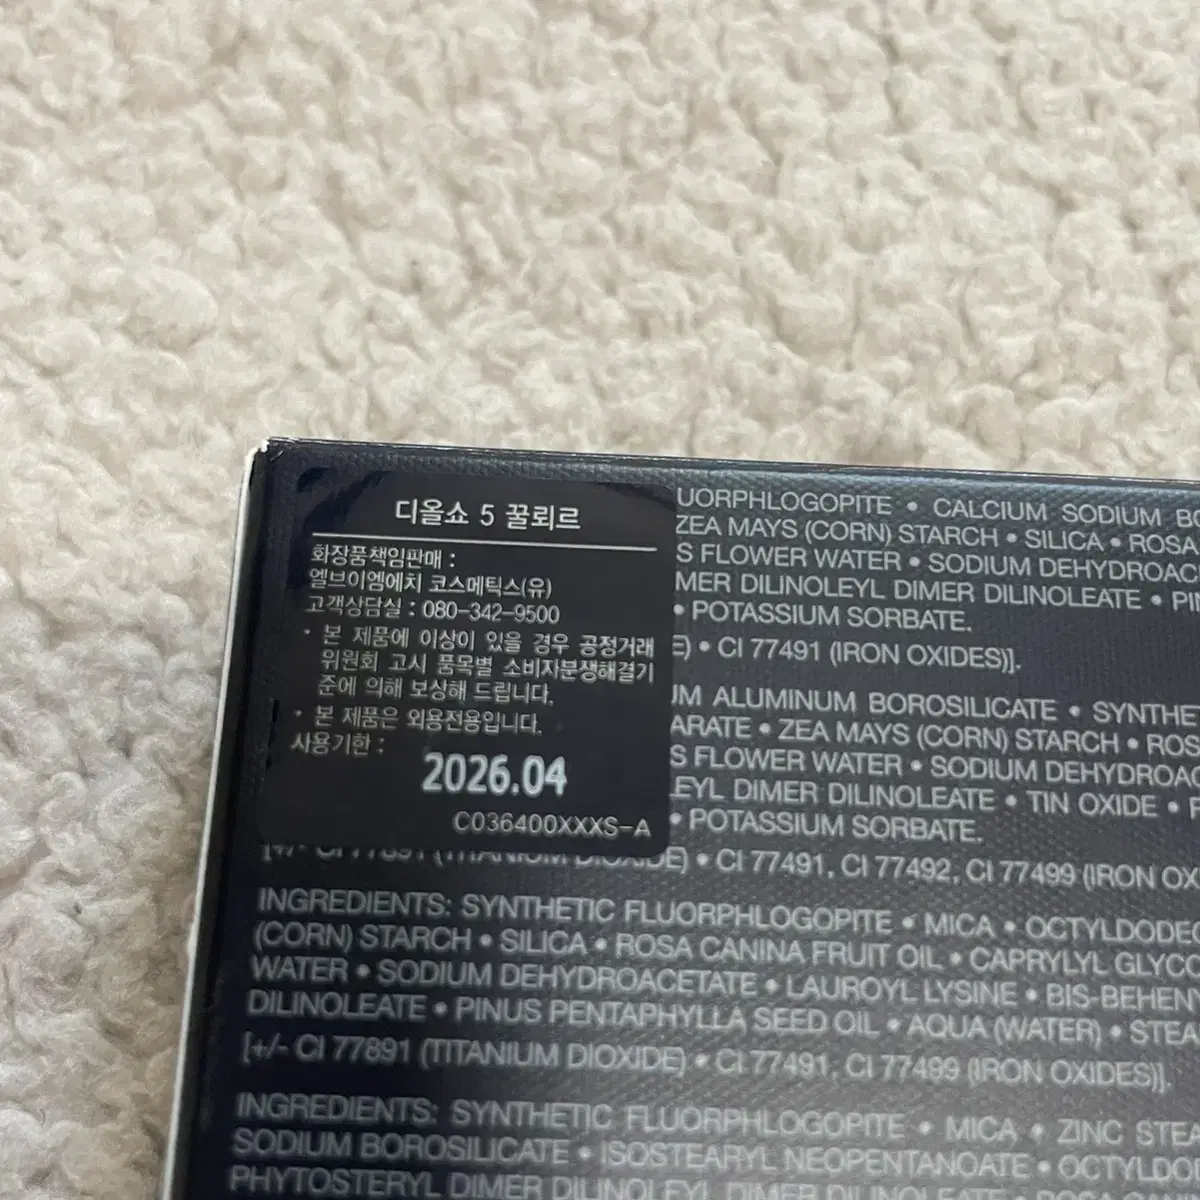 디올쇼 5 꿀뢰르
화장품책임판매 :
엘브이엠에치 코스메틱스(유)
고객상담실 : 080-342-9500
· 본 제품에 이상이 있을 경우 공정거래
위원회 고시 품목별 소비자분쟁해결기
준에 의해 보상해 드립니다.
· 본 제품은 외용전용입니다.
사용기한 :
2026.04
C036400XXXS-A
UORPHLOGOPITE • CALCIUM SODIUM
ZEA MAYS (CORN) STARCH • SILICA • ROSA
S FLOWER WATER • SODIUM DEHYDROAC
MER DILINOLEYL DIMER DILINOLEATE • PIN
• POTASSIUM SORBATE.
E) • CI 77491 (IRON OXIDES)].
UM ALUMINUM BOROSILICATE • SYNTHE
ARATE • ZEA MAYS (CORN) STARCH • ROS
S FLOWER WATER • SODIUM DEHYDROA
LEYL DIMER DILINOLEATE • TIN OXIDE •
• POTASSIUM SORBATE.
[+/- CI 77891 (TITANIUM DIOXIDE) • CI 77491, CI 77492, CI 77499 (IRON OX
INGREDIENTS: SYNTHETIC FLUORPHLOGOPITE • MICA • OCTYLDODEC
(CORN) STARCH • SILICA • ROSA CANINA FRUIT OIL • CAPRYLYL GLYCO
WATER • SODIUM DEHYDROACETATE • LAUROYL LYSINE • BIS-BEHEN
DILINOLEATE • PINUS PENTAPHYLLA SEED OIL • AQUA (WATER) • STEA
[+/- CI 77891 (TITANIUM DIOXIDE) • CI 77491, CI 77499 (IRON OXIDES)].
INGREDIENTS: SYNTHETIC FLUORPHLOGOPITE • MICA • ZINC STEA
SODIUM BOROSILICATE • ISOSTEARYL NEOPENTANOATE • OCTYLDO
PHYTOSTERYL DIMER DILINOLEYL DIMER DILINOLEATE